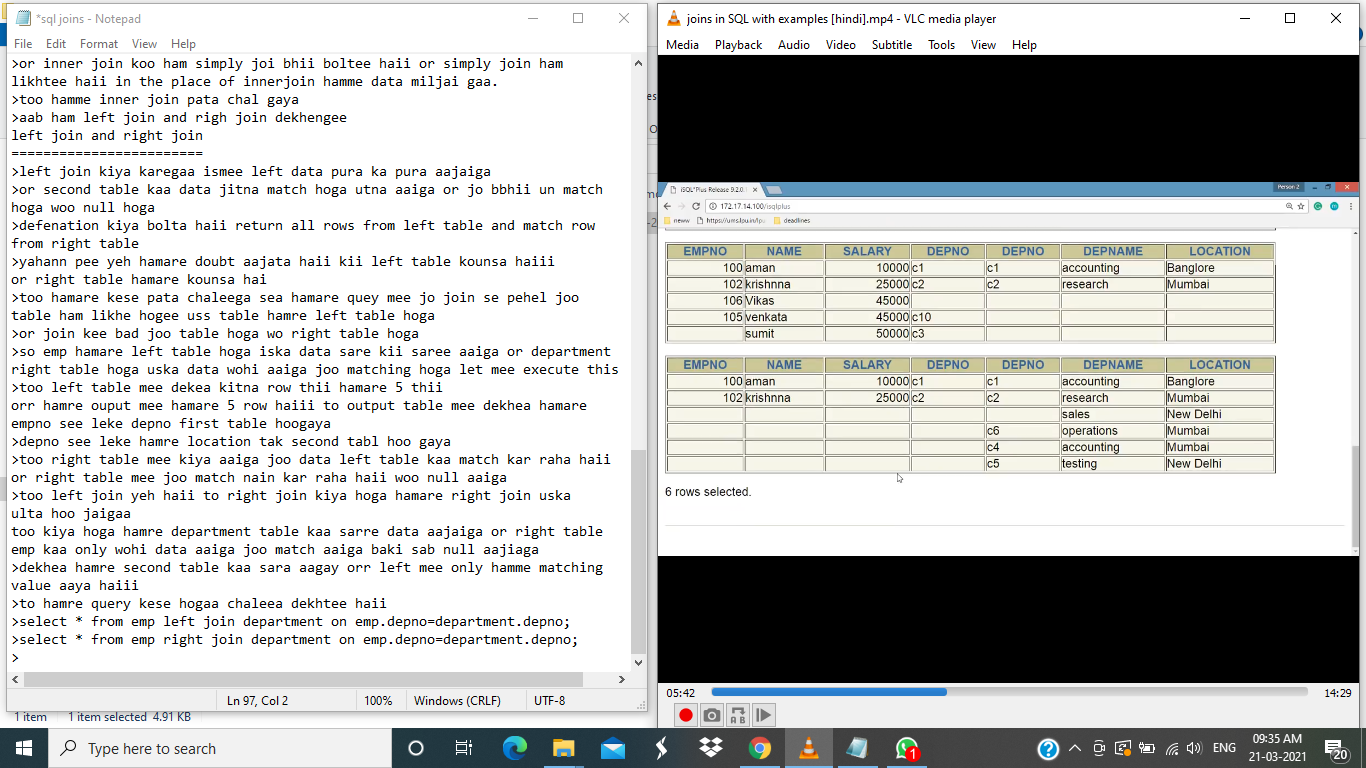 *sql joins - Notepad
File Edit Format View Help
>or inner join koo ham simply joi bhii boltee haii or simply join ham
likhtee haii in the place of innerjoin hamme data miljai gaa.
>too hamme inner join pata chal gaya
>aab ham left join and righ join dekhengee
left join and right join
========================
>left join kiya karegaa ismee left data pura ka pura aajaiga
>or second table kaa data jitna match hoga utna aaiga or jo bbhii un match
hoga woo null hoga
>defenation kiya bolta haii return all rows from left table and match row
from right table
>yahann pee yeh hamare doubt aajata haii kii left table kounsa haiii
or right table hamare kounsa hai
>too hamare kese pata chaleega sea hamare quey mee jo join se pehel joo
table ham likhe hogee uss table hamre left table hoga
>or join kee bad joo table hoga wo right table hoga
>so emp hamare left table hoga iska data sare kii saree aaiga or department
right table hoga uska data wohi aaiga joo matching hoga let mee execute this
>too left table mee dekea kitna row thii hamare 5 thii
orr hamre ouput mee hamare 5 row haiii to output table mee dekhea hamare
empno see leke depno first table hoogaya
>depno see leke hamre location tak second tabl hoo gaya
>too right table mee kiya aaiga joo data left table kaa match kar raha haii
or right table mee joo match nain kar raha haii woo null aaiga
>too left join yeh haii to right join kiya hoga hamare right join uska
ulta hoo jaigaa
too kiya hoga hamre department table kaa sarre data aajaiga or right table
emp kaa only wohi data aaiga joo match aaiga baki sab null aajiaga
>dekhea hamre second table kaa sara aagay orr left mee only hamme matching
value aaya haiii
>to hamre query kese hogaa chaleea dekhtee haii
>select * from emp left join department on emp.depno=department.depno;
>select * from emp right join department on emp.depno=department.depno;
>
Ln 97, Col 2 100% Windows (CRLF) UTF-8
1 item 1 item selected 4.91 KB
joins in SQL with examples [hindi].mp4 - VLC media player
Media Playback Audio Video Subtitle Tools View Help
iSQL*Plus Release 9.2.0.
Person 2
172.17.14.100/isqlplus
neww https://ums.lpu.in/lpu deadlines
EMPNO NAME SALARY DEPNO DEPNO DEPNAME LOCATION
100 aman 10000 c1 c1 accounting Banglore
102 krishnna 25000 c2 c2 research Mumbai
106 Vikas 45000
105 venkata 45000 c10
sumit 50000 c3
EMPNO NAME SALARY DEPNO DEPNO DEPNAME LOCATION
100 aman 10000 c1 c1 accounting Banglore
102 krishnna 25000 c2 c2 research Mumbai
sales New Delhi
c6 operations Mumbai
c4 accounting Mumbai
c5 testing New Delhi
6 rows selected.
05:42 14:29
A B
Type here to search
1
ENG
09:35 AM
21-03-2021
20